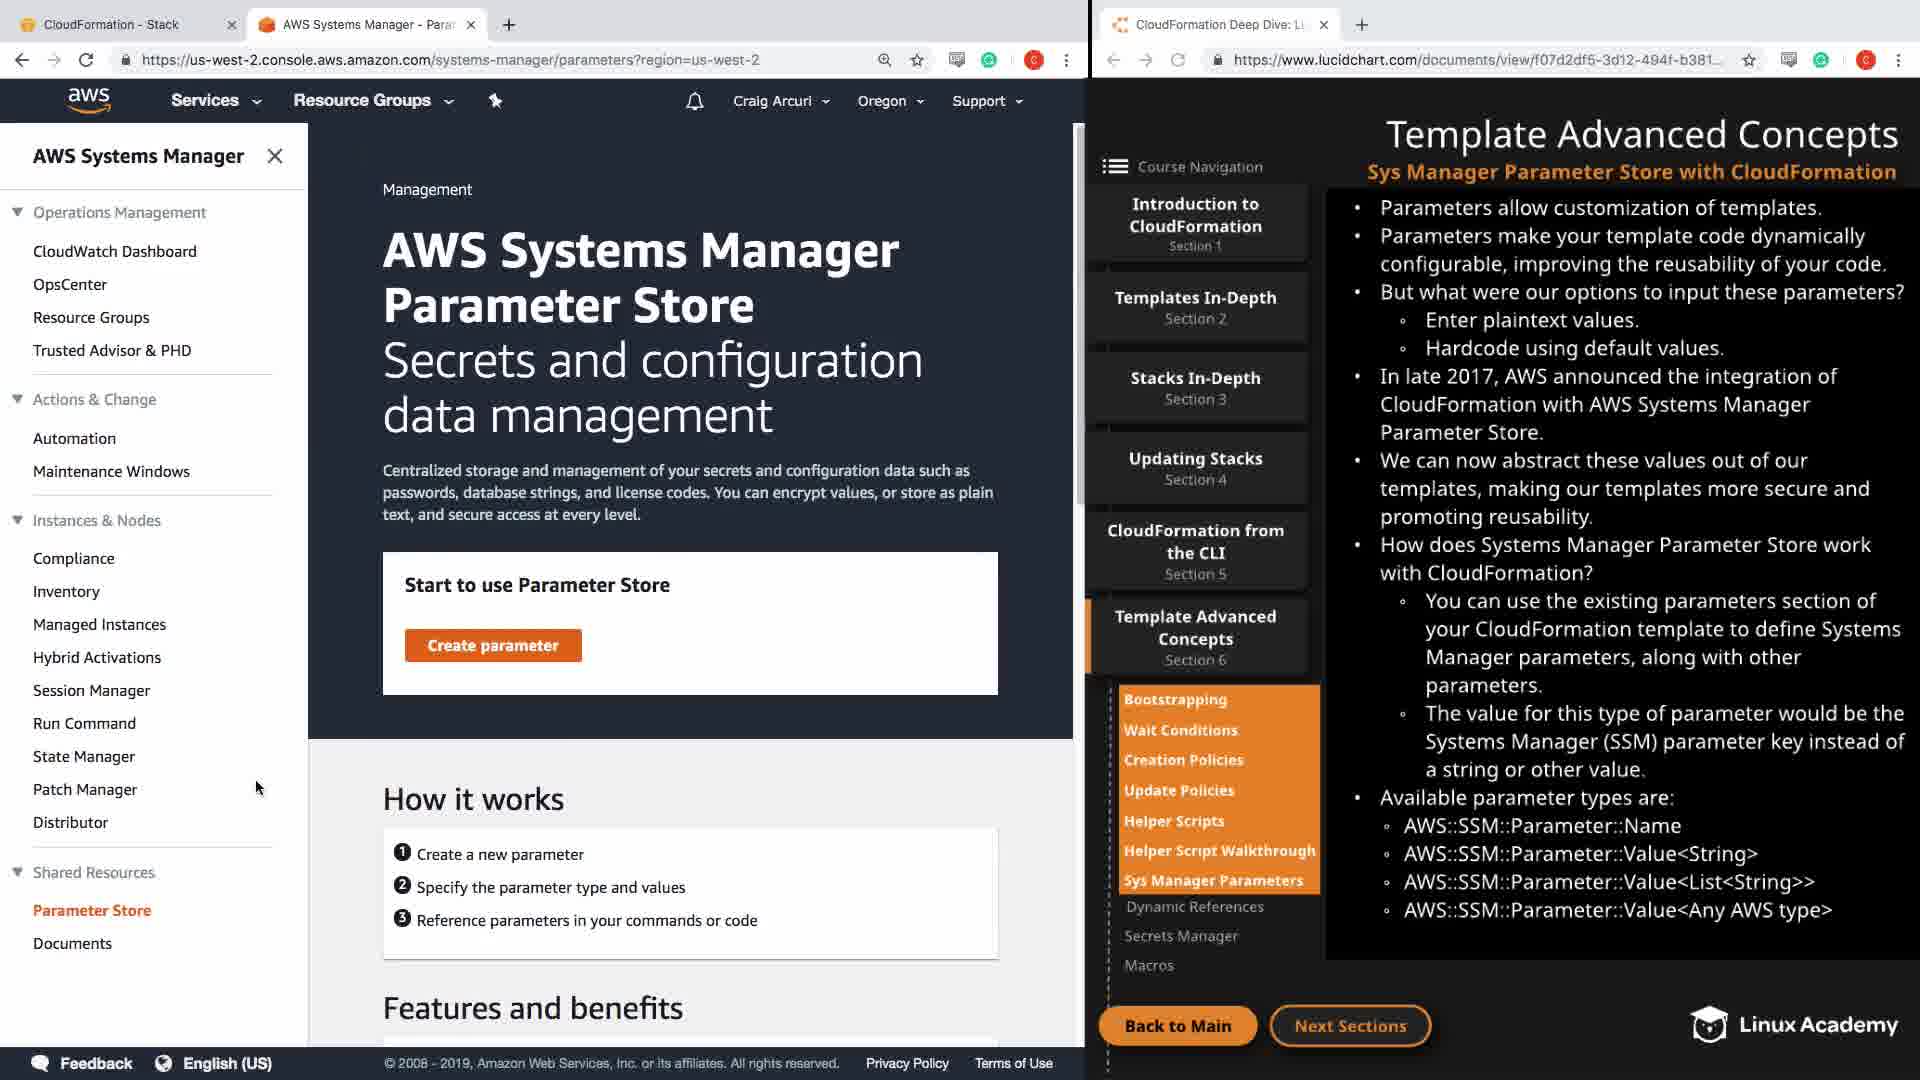 CloudFormation - Stack
AWS Systems Manager - Para
https://us-west-2.console.aws.amazon.com/systems-manager/parameters?region=us-west-2
C
aws
Services
Resource Groups
Craig Arcuri
Oregon
Support
AWS Systems Manager
Operations Management
CloudWatch Dashboard
OpsCenter
Resource Groups
Trusted Advisor & PHD
Actions & Change
Automation
Maintenance Windows
Instances & Nodes
Compliance
Inventory
Managed Instances
Hybrid Activations
Session Manager
Run Command
State Manager
Patch Manager
Distributor
Shared Resources
Parameter Store
Documents
Management
AWS Systems Manager
Parameter Store
Secrets and configuration
data management
Centralized storage and management of your secrets and configuration data such as
passwords, database strings, and license codes. You can encrypt values, or store as plain
text, and secure access at every level.
Start to use Parameter Store
Create parameter
How it works
1 Create a new parameter
2 Specify the parameter type and values
3 Reference parameters in your commands or code
Features and benefits
Feedback
English (US)
© 2008 - 2019, Amazon Web Services, Inc. or its affiliates. All rights reserved.
Privacy Policy
Terms of Use
CloudFormation Deep Dive: Li
https://www.lucidchart.com/documents/view/f07d2df5-3d12-494f-b381...
C
Template Advanced Concepts
Sys Manager Parameter Store with CloudFormation
Course Navigation
Introduction to
CloudFormation
Section 1
Templates In-Depth
Section 2
Stacks In-Depth
Section 3
Updating Stacks
Section 4
CloudFormation from
the CLI
Section 5
Template Advanced
Concepts
Section 6
Bootstrapping
Wait Conditions
Creation Policies
Update Policies
Helper Scripts
Helper Script Walkthrough
Sys Manager Parameters
Dynamic References
Secrets Manager
Macros
• Parameters allow customization of templates.
• Parameters make your template code dynamically
configurable, improving the reusability of your code.
• But what were our options to input these parameters?
◦ Enter plaintext values.
◦ Hardcode using default values.
• In late 2017, AWS announced the integration of
CloudFormation with AWS Systems Manager
Parameter Store.
• We can now abstract these values out of our
templates, making our templates more secure and
promoting reusability.
• How does Systems Manager Parameter Store work
with CloudFormation?
◦ You can use the existing parameters section of
your CloudFormation template to define Systems
Manager parameters, along with other
parameters.
◦ The value for this type of parameter would be the
Systems Manager (SSM) parameter key instead of
a string or other value.
• Available parameter types are:
◦ AWS::SSM::Parameter::Name
◦ AWS::SSM::Parameter::Value<String>
◦ AWS::SSM::Parameter::Value<List<String>>
◦ AWS::SSM::Parameter::Value<Any AWS type>
Back to Main
Next Sections
Linux Academy